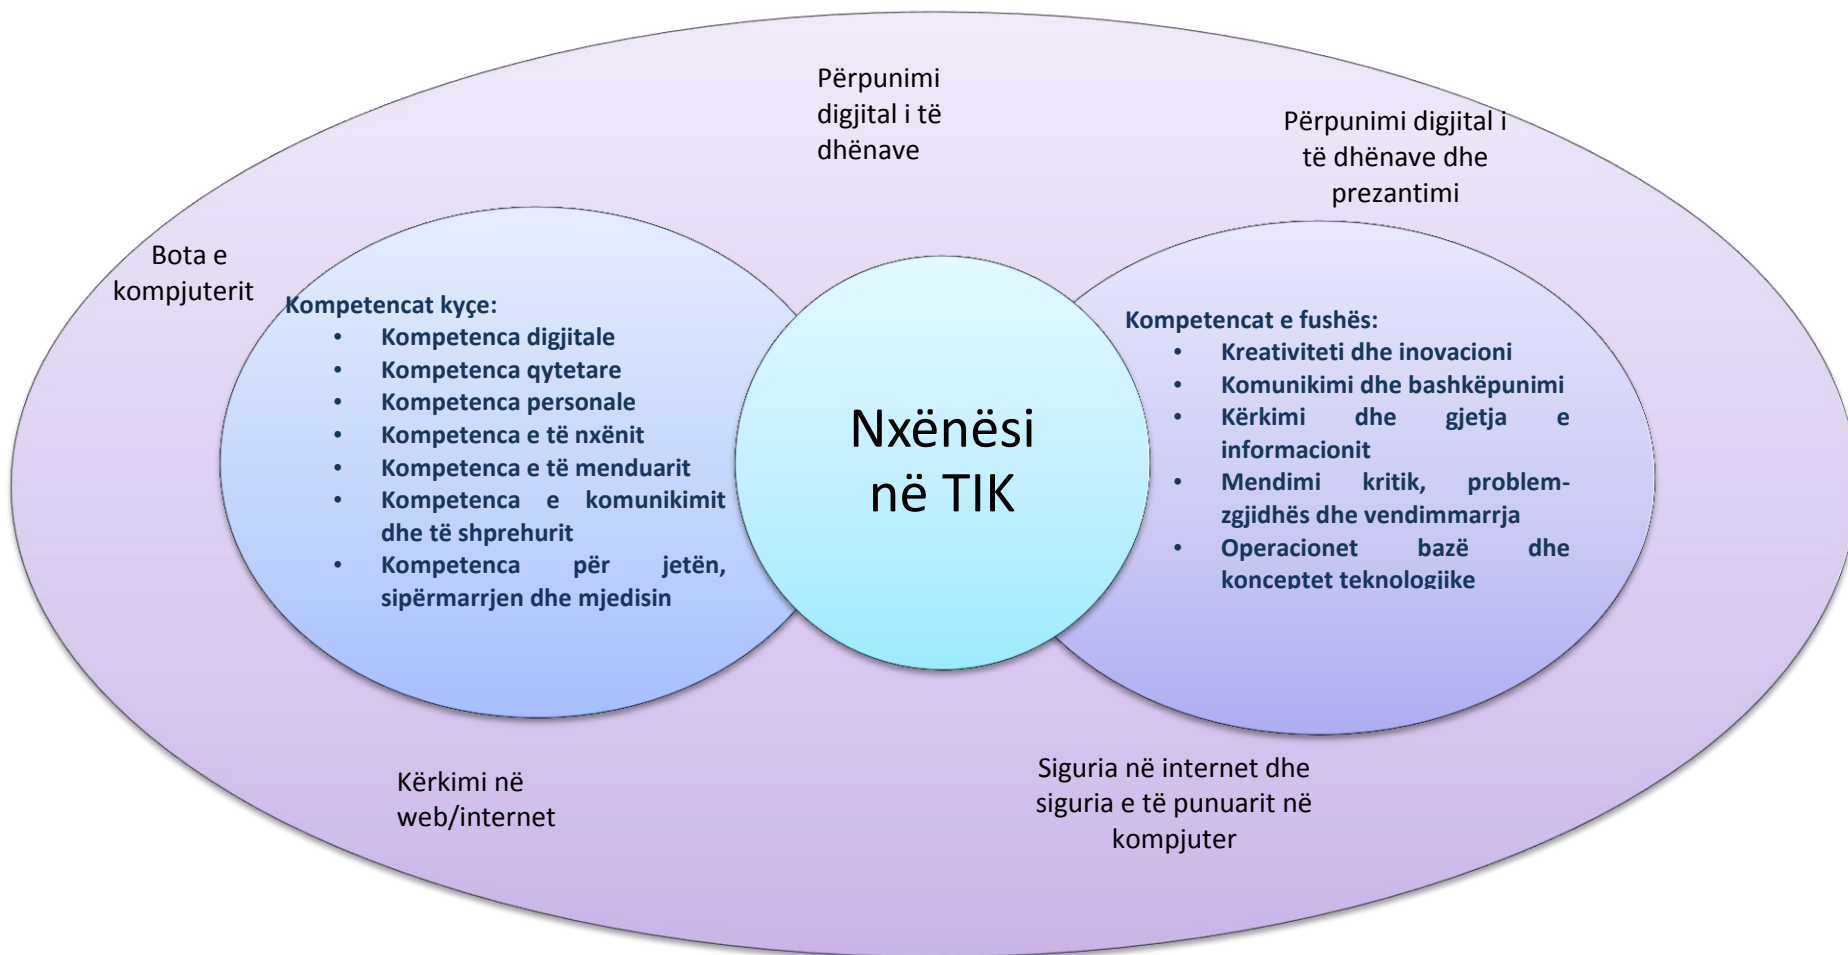 Përpunimi
digjital i të
dhënave
Përpunimi digjital i
të dhënave dhe
prezantimi
Bota e
kompjuterit
Kompetencat kyçe:
• Kompetenca digjitale
• Kompetenca qytetare
• Kompetenca personale
• Kompetenca e të nxënit
• Kompetenca e të menduarit
• Kompetenca e komunikimit
dhe të shprehurit
• Kompetenca për jetën,
sipërmarrjen dhe mjedisin
Nxënësi
në TIK
Kompetencat e fushës:
• Kreativiteti dhe inovacioni
• Komunikimi dhe bashkëpunimi
• Kërkimi dhe gjetja e
informacionit
• Mendimi kritik, problem-
zgjidhës dhe vendimmarrja
• Operacionet bazë dhe
konceptet teknologjike
Kërkimi në
web/internet
Siguria në internet dhe
siguria e të punuarit në
kompjuter